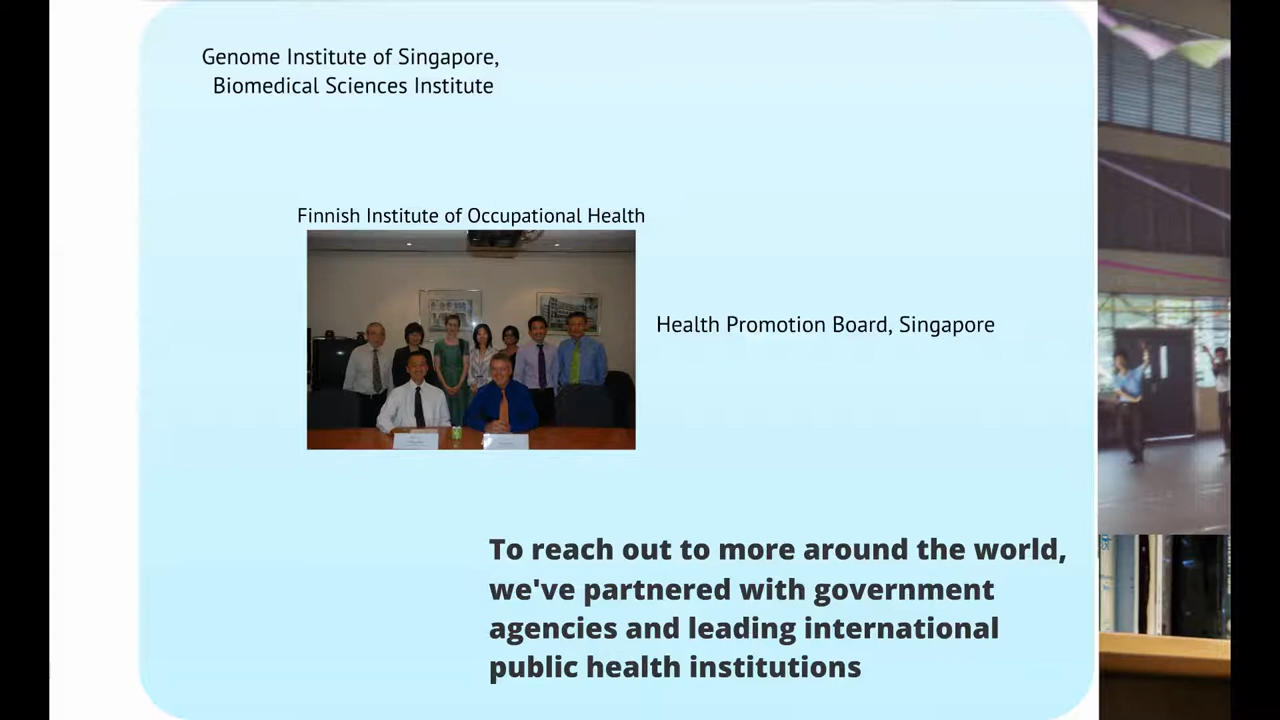 Genome Institute of Singapore,
Biomedical Sciences Institute
Finnish Institute of Occupational Health
Health Promotion Board, Singapore
To reach out to more around the world,
we've partnered with government
agencies and leading international
public health institutions